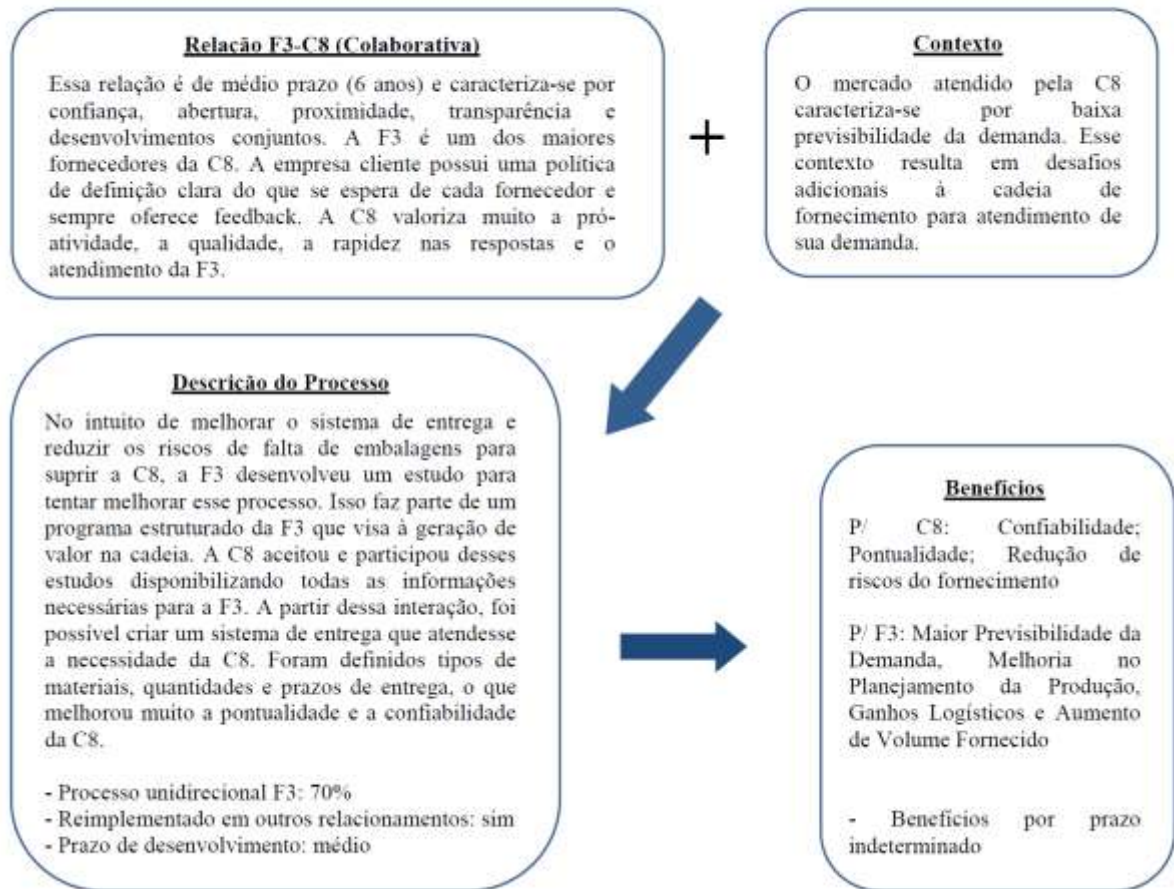 Relação F3-C8 (Colaborativa)
Essa relação é de médio prazo (6 anos) e caracteriza-se por
confiança, abertura, proximidade, transparência e
desenvolvimentos conjuntos. A F3 é um dos maiores
fornecedores da C8. A empresa cliente possui uma política
de definição clara do que se espera de cada fornecedor e
sempre oferece feedback. A C8 valoriza muito a pró-
atividade, a qualidade, a rapidez nas respostas e o
atendimento da F3.
+
Contexto
O mercado atendido pela C8
caracteriza-se por baixa
previsibilidade da demanda. Esse
contexto resulta em desafios
adicionais à cadeia de
fornecimento para atendimento de
sua demanda.
Descrição do Processo
No intuito de melhorar o sistema de entrega e
reduzir os riscos de falta de embalagens para
suprir a C8, a F3 desenvolveu um estudo para
tentar melhorar esse processo. Isso faz parte de um
programa estruturado da F3 que visa à geração de
valor na cadeia. A C8 aceitou e participou desses
estudos disponibilizando todas as informações
necessárias para a F3. A partir dessa interação, foi
possível criar um sistema de entrega que atendesse
a necessidade da C8. Foram definidos tipos de
materiais, quantidades e prazos de entrega, o que
melhorou muito a pontualidade e a confiabilidade
da C8.
- Processo unidirecional F3: 70%
- Reimplementado em outros relacionamentos: sim
- Prazo de desenvolvimento: médio
Benefícios
P/ C8: Confiabilidade;
Pontualidade; Redução de
riscos do fornecimento
P/ F3: Maior Previsibilidade da
Demanda, Melhoria no
Planejamento da Produção,
Ganhos Logísticos e Aumento
de Volume Fornecido
- Benefícios por prazo
indeterminado